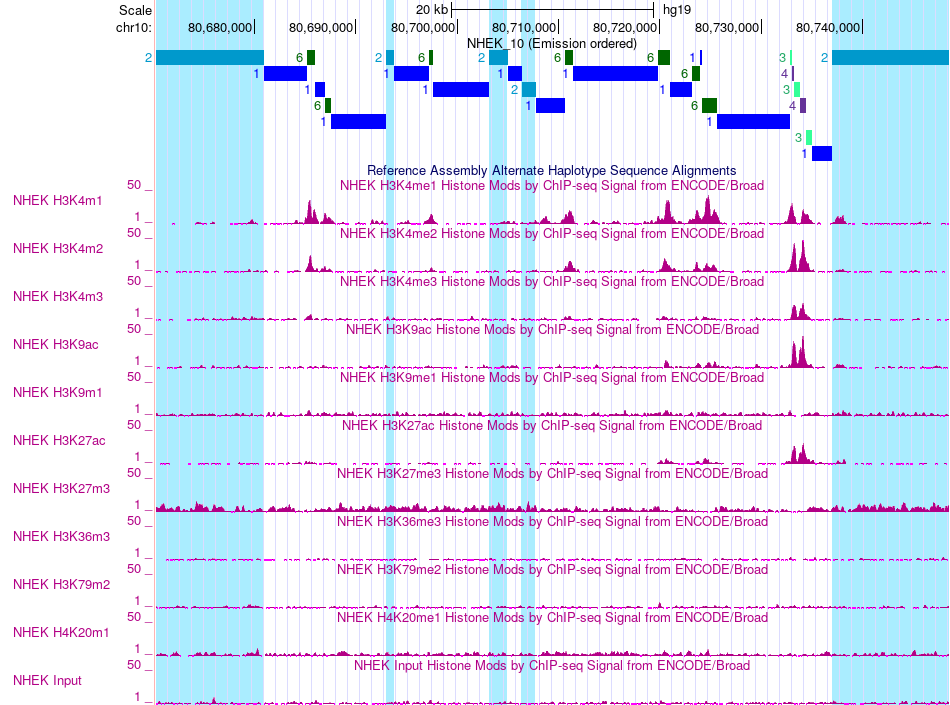 Scale 20 kb hg19
chr10: 80,680,000 80,690,000 80,700,000 80,710,000 80,720,000 80,730,000 80,740,000
NHEK_10 (Emission ordered)
2 6 2 6 2 6 6 1 3 2
1 1 1 1 6 4
1 1 2 1 3
6 1 6 4
1 1
3
1
Reference Assembly Alternate Haplotype Sequence Alignments
NHEK H3K4me1 Histone Mods by ChIP-seq Signal from ENCODE/Broad
50 _
NHEK H3K4m1
1 _
NHEK H3K4me2 Histone Mods by ChIP-seq Signal from ENCODE/Broad
50 _
NHEK H3K4m2
1 _
NHEK H3K4me3 Histone Mods by ChIP-seq Signal from ENCODE/Broad
50 _
NHEK H3K4m3
1 _
NHEK H3K9ac Histone Mods by ChIP-seq Signal from ENCODE/Broad
50 _
NHEK H3K9ac
1 _
NHEK H3K9me1 Histone Mods by ChIP-seq Signal from ENCODE/Broad
50 _
NHEK H3K9m1
1 _
NHEK H3K27ac Histone Mods by ChIP-seq Signal from ENCODE/Broad
50 _
NHEK H3K27ac
1 _
NHEK H3K27me3 Histone Mods by ChIP-seq Signal from ENCODE/Broad
50 _
NHEK H3K27m3
1 _
NHEK H3K36me3 Histone Mods by ChIP-seq Signal from ENCODE/Broad
50 _
NHEK H3K36m3
1 _
NHEK H3K79me2 Histone Mods by ChIP-seq Signal from ENCODE/Broad
50 _
NHEK H3K79m2
1 _
NHEK H4K20me1 Histone Mods by ChIP-seq Signal from ENCODE/Broad
50 _
NHEK H4K20m1
1 _
NHEK Input Histone Mods by ChIP-seq Signal from ENCODE/Broad
50 _
NHEK Input
1 _